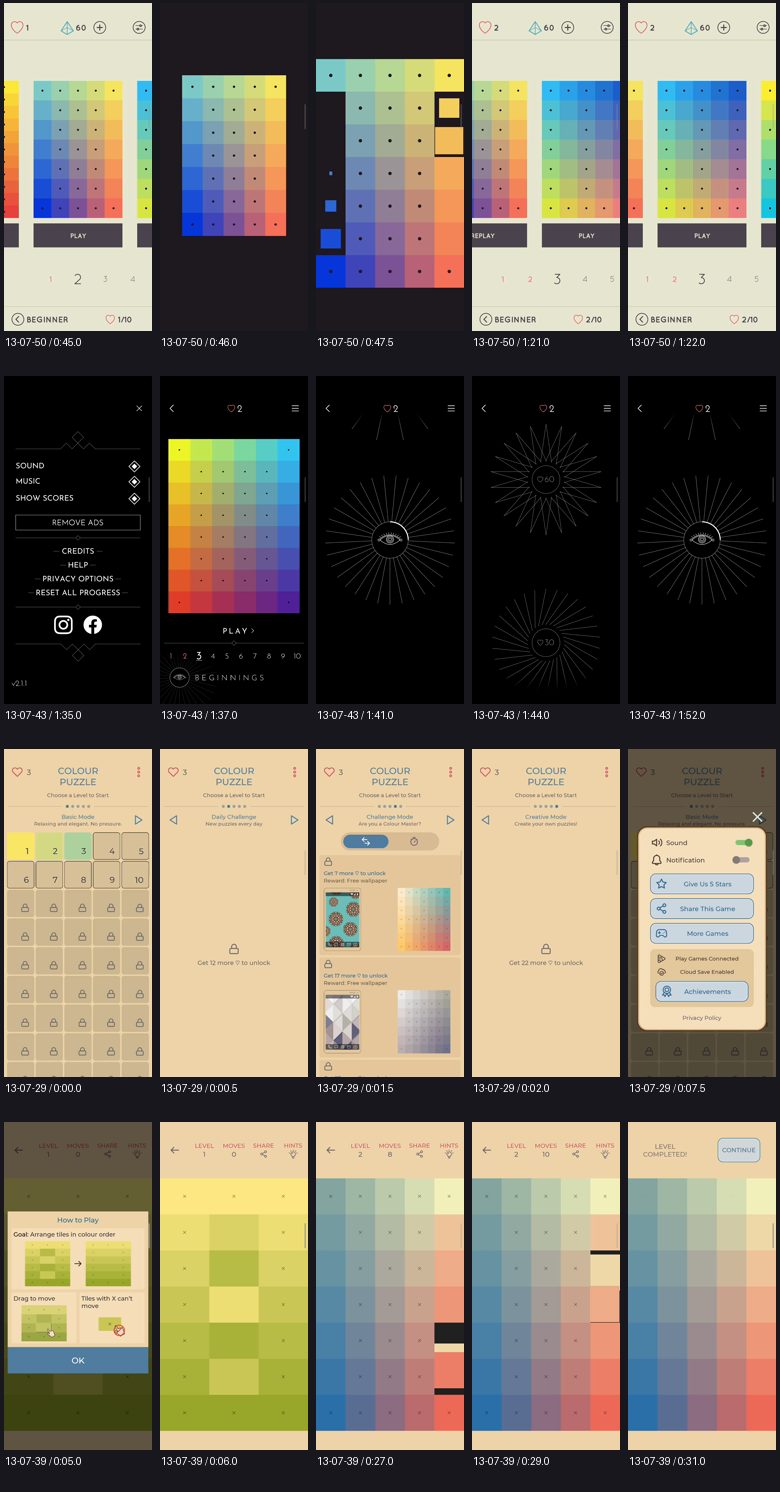 1 60
PLAY
1 2 3 4
BEGINNER 1/10
13-07-50 / 0:45.0
13-07-50 / 0:46.0
13-07-50 / 0:47.5
2 60
REPLAY PLAY
1 2 3 4
BEGINNER 2/10
13-07-50 / 1:21.0
2 60
PLAY
1 2 3 4 5
BEGINNER 2/10
13-07-50 / 1:22.0
SOUND
MUSIC
SHOW SCORES
REMOVE ADS
CREDITS
HELP
PRIVACY OPTIONS
RESET ALL PROGRESS
v2.1.1
13-07-43 / 1:35.0
2
PLAY >
1 2 3 4 5 6 7 8 9 10
BEGINNINGS
13-07-43 / 1:37.0
2
13-07-43 / 1:41.0
2
60
30
13-07-43 / 1:44.0
2
13-07-43 / 1:52.0
3 COLOUR
PUZZLE
Choose a Level to Start
Basic Mode
Relaxing and elegant. No pressure.
1 2 3 4 5
6 7 8 9 10
13-07-29 / 0:00.0
3 COLOUR
PUZZLE
Choose a Level to Start
Daily Challenge
New puzzles every day
Get 12 more ♡ to unlock
13-07-29 / 0:00.5
3 COLOUR
PUZZLE
Choose a Level to Start
Challenge Mode
Are you a Colour Master?
Get 7 more ♡ to unlock
Reward: Free wallpaper
Get 17 more ♡ to unlock
Reward: Free wallpaper
13-07-29 / 0:01.5
3 COLOUR
PUZZLE
Choose a Level to Start
Creative Mode
Create your own puzzles!
Get 22 more ♡ to unlock
13-07-29 / 0:02.0
3 COLOUR
PUZZLE
Choose a Level to Start
Sound
Notification
Give Us 5 Stars
Share This Game
More Games
Play Games Connected
Cloud Save Enabled
Achievements
Privacy Policy
13-07-29 / 0:07.5
LEVEL MOVES SHARE HINTS
1 0
How to Play
Goal: Arrange tiles in colour order
Drag to move
Tiles with X can't
move
OK
13-07-39 / 0:05.0
LEVEL MOVES SHARE HINTS
1 0
13-07-39 / 0:06.0
LEVEL MOVES SHARE HINTS
2 8
13-07-39 / 0:27.0
LEVEL MOVES SHARE HINTS
2 10
13-07-39 / 0:29.0
LEVEL
COMPLETED!
CONTINUE
13-07-39 / 0:31.0